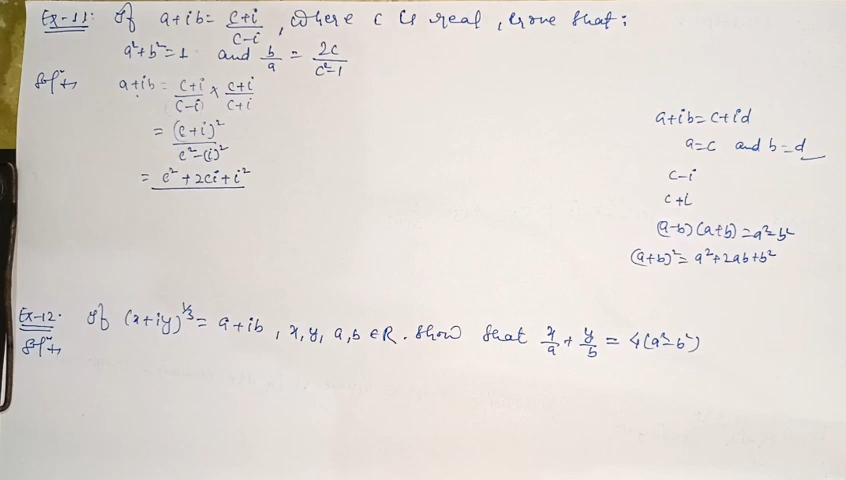 Ex-11: If a+ib = c+i/c-i, where c is real, prove that:
a²+b²=1 and b/a = 2c/c²-1
Solⁿ→ a+ib = c+i/c-i × c+i/c+i
= (c+i)²/c²-(i)²
= c²+2ci+i²
a+ib=c+id
a=c and b=d
c-i
c+i
(a-b)(a+b)=a²-b²
(a+b)²=a²+2ab+b²
Ex-12. If (x+iy)^1/3 = a+ib, x,y, a,b ∈R. Show that x/a + y/b = 4(a²-b²)
Solⁿ→